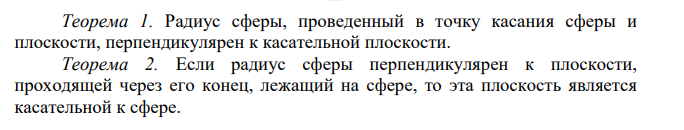 Теорема 1. Радиус сферы, проведенный в точку касания сферы и
плоскости, перпендикулярен к касательной плоскости.
Теорема 2. Если радиус сферы перпендикулярен к плоскости,
проходящей через его конец, лежащий на сфере, то эта плоскость является
касательной к сфере.